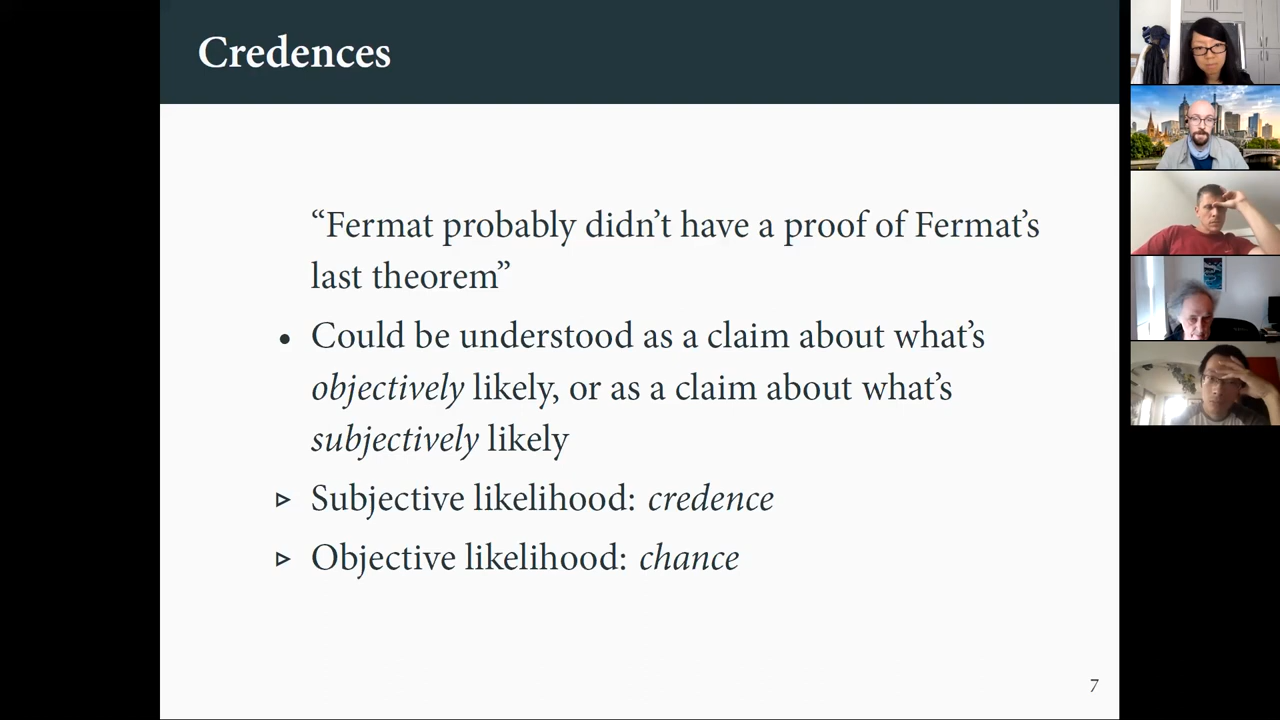 Credences
“Fermat probably didn’t have a proof of Fermat’s
last theorem”
• Could be understood as a claim about what’s
objectively likely, or as a claim about what’s
subjectively likely
▹ Subjective likelihood: credence
▹ Objective likelihood: chance
7